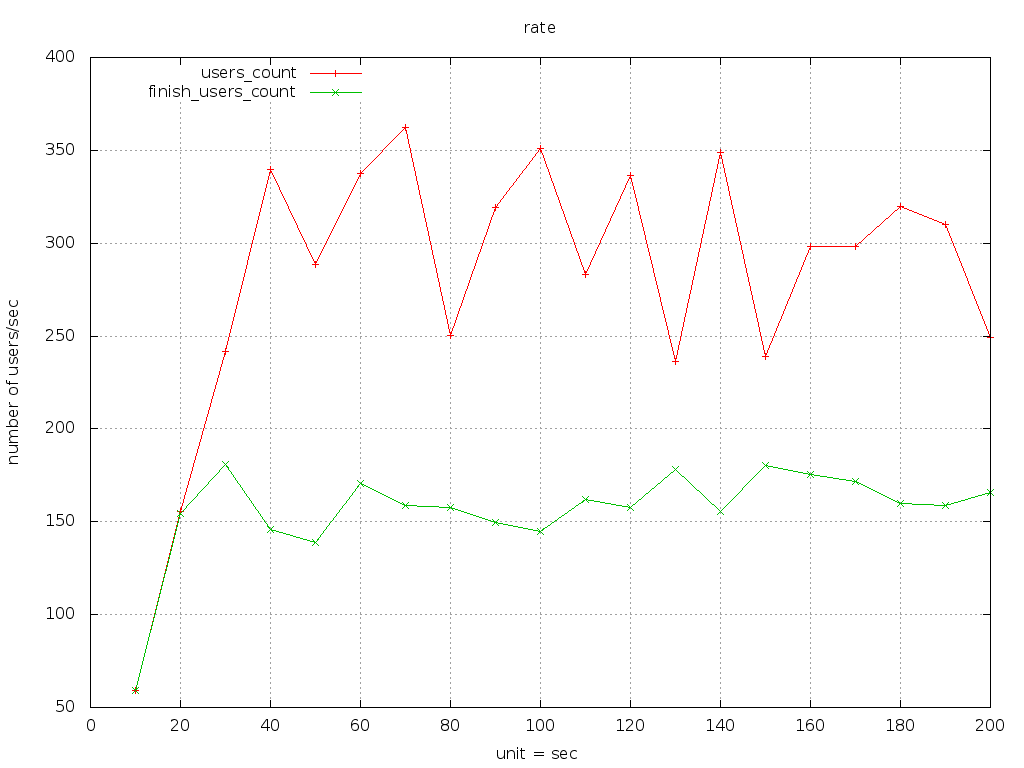 rate
400
users_count
finish_users_count
350
300
250
200
150
100
50
number of users/sec
0 20 40 60 80 100 120 140 160 180 200
unit = sec